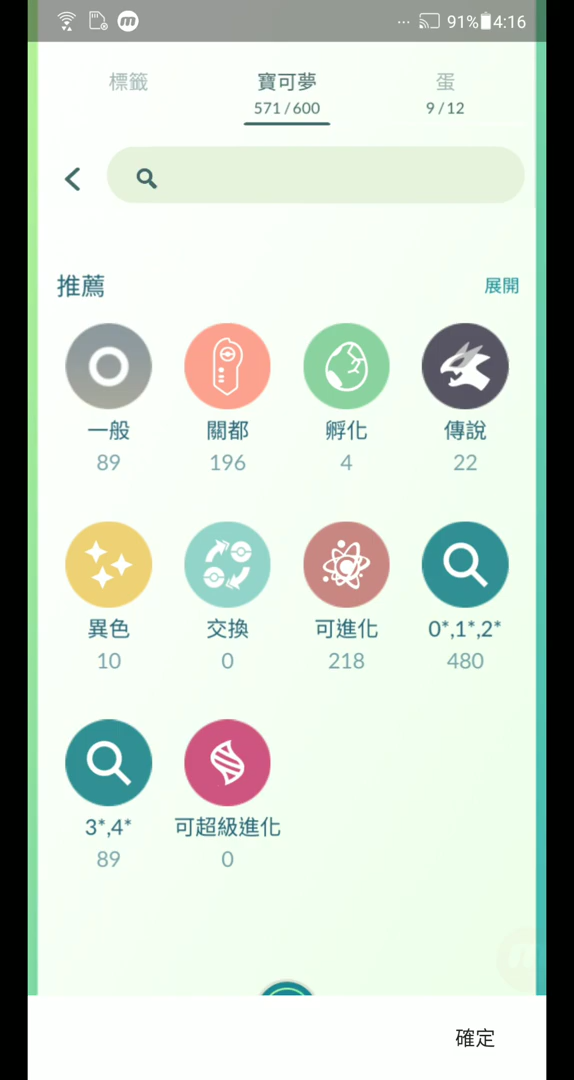 91% 4:16
標籤 寶可夢 蛋
571/600 9/12
推薦 展開
一般 關都 孵化 傳說
89 196 4 22
異色 交換 可進化 0*,1*,2*
10 0 218 480
3*,4* 可超級進化
89 0
確定